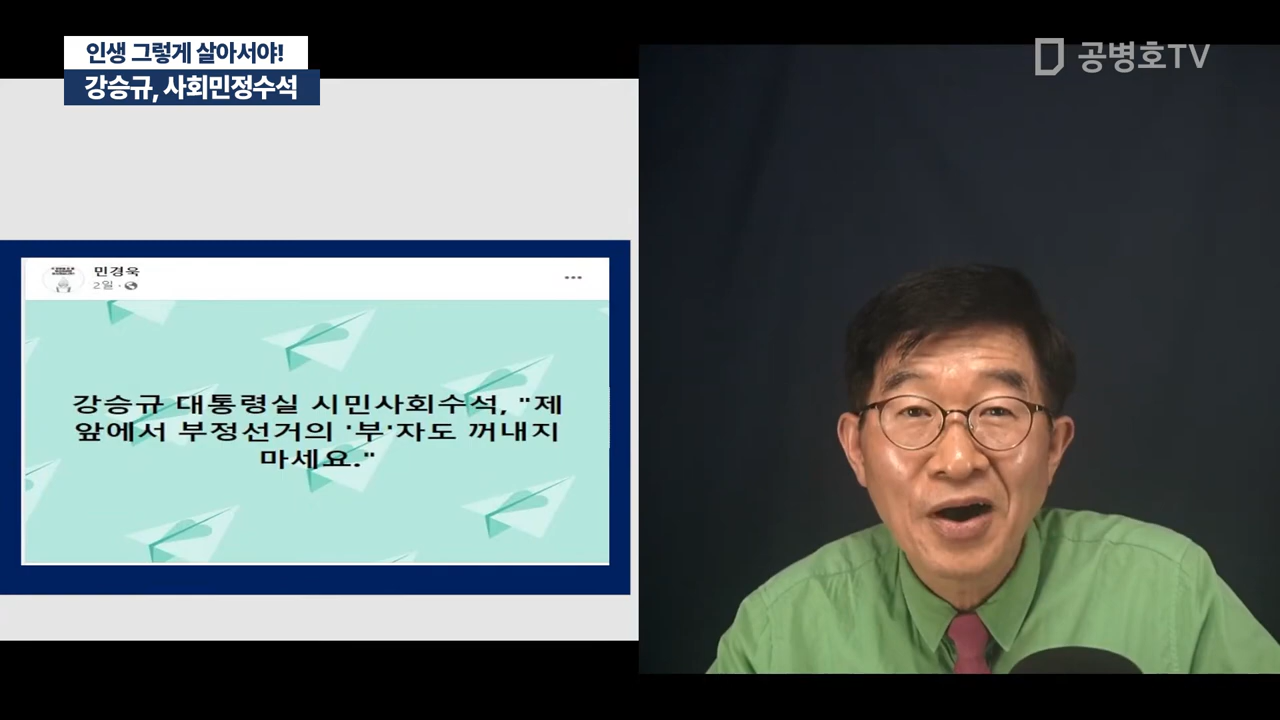 인생 그렇게 살아서야!
강승규, 사회민정수석
공병호TV
민경욱
2일 ·
강승규 대통령실 시민사회수석, "제
앞에서 부정선거의 '부'자도 꺼내지
마세요."